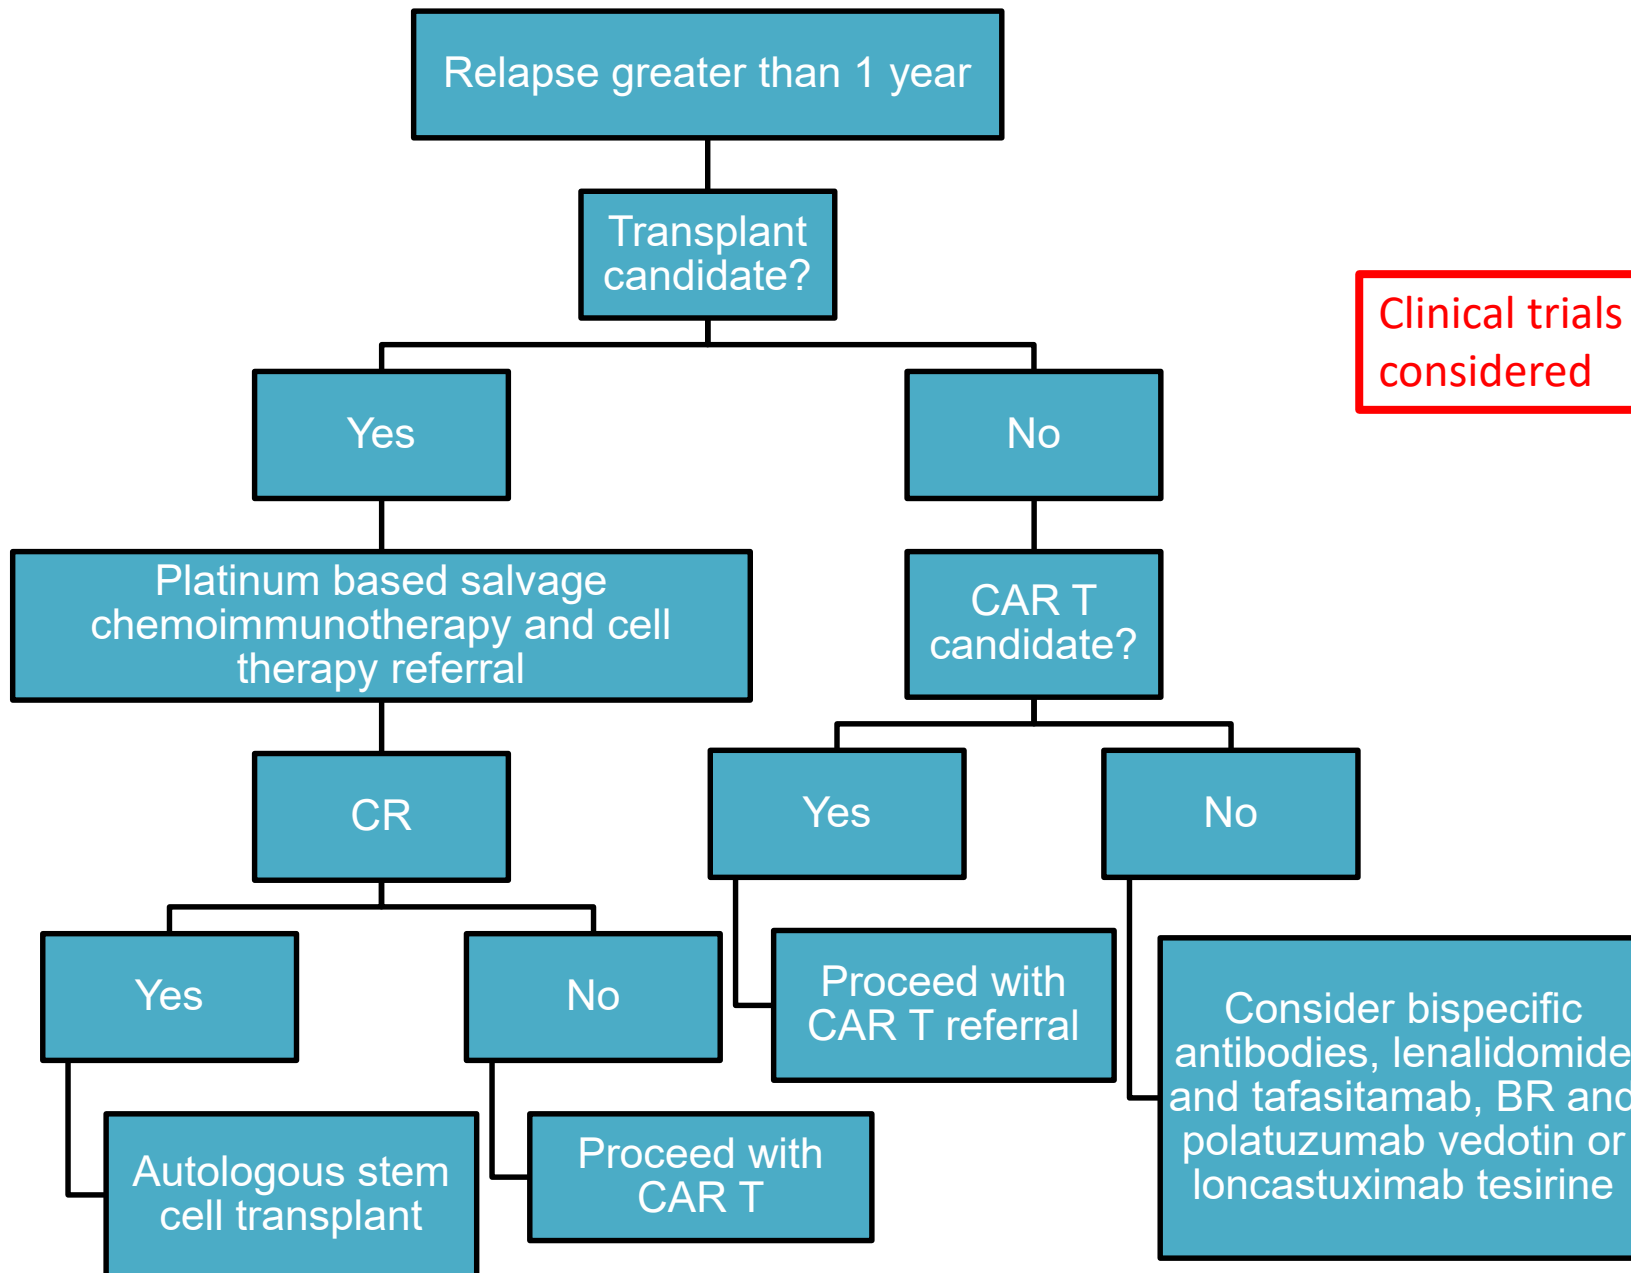 Relapse greater than 1 year
Transplant
candidate?
Clinical trials
considered
Yes
No
Platinum based salvage
chemoimmunotherapy and cell
therapy referral
CAR T
candidate?
CR
Yes
No
Yes
No
Proceed with
CAR T referral
Consider bispecific
antibodies, lenalidomide
and tafasitamab, BR and
polatuzumab vedotin or
loncastuximab tesirine
Autologous stem
cell transplant
Proceed with
CAR T